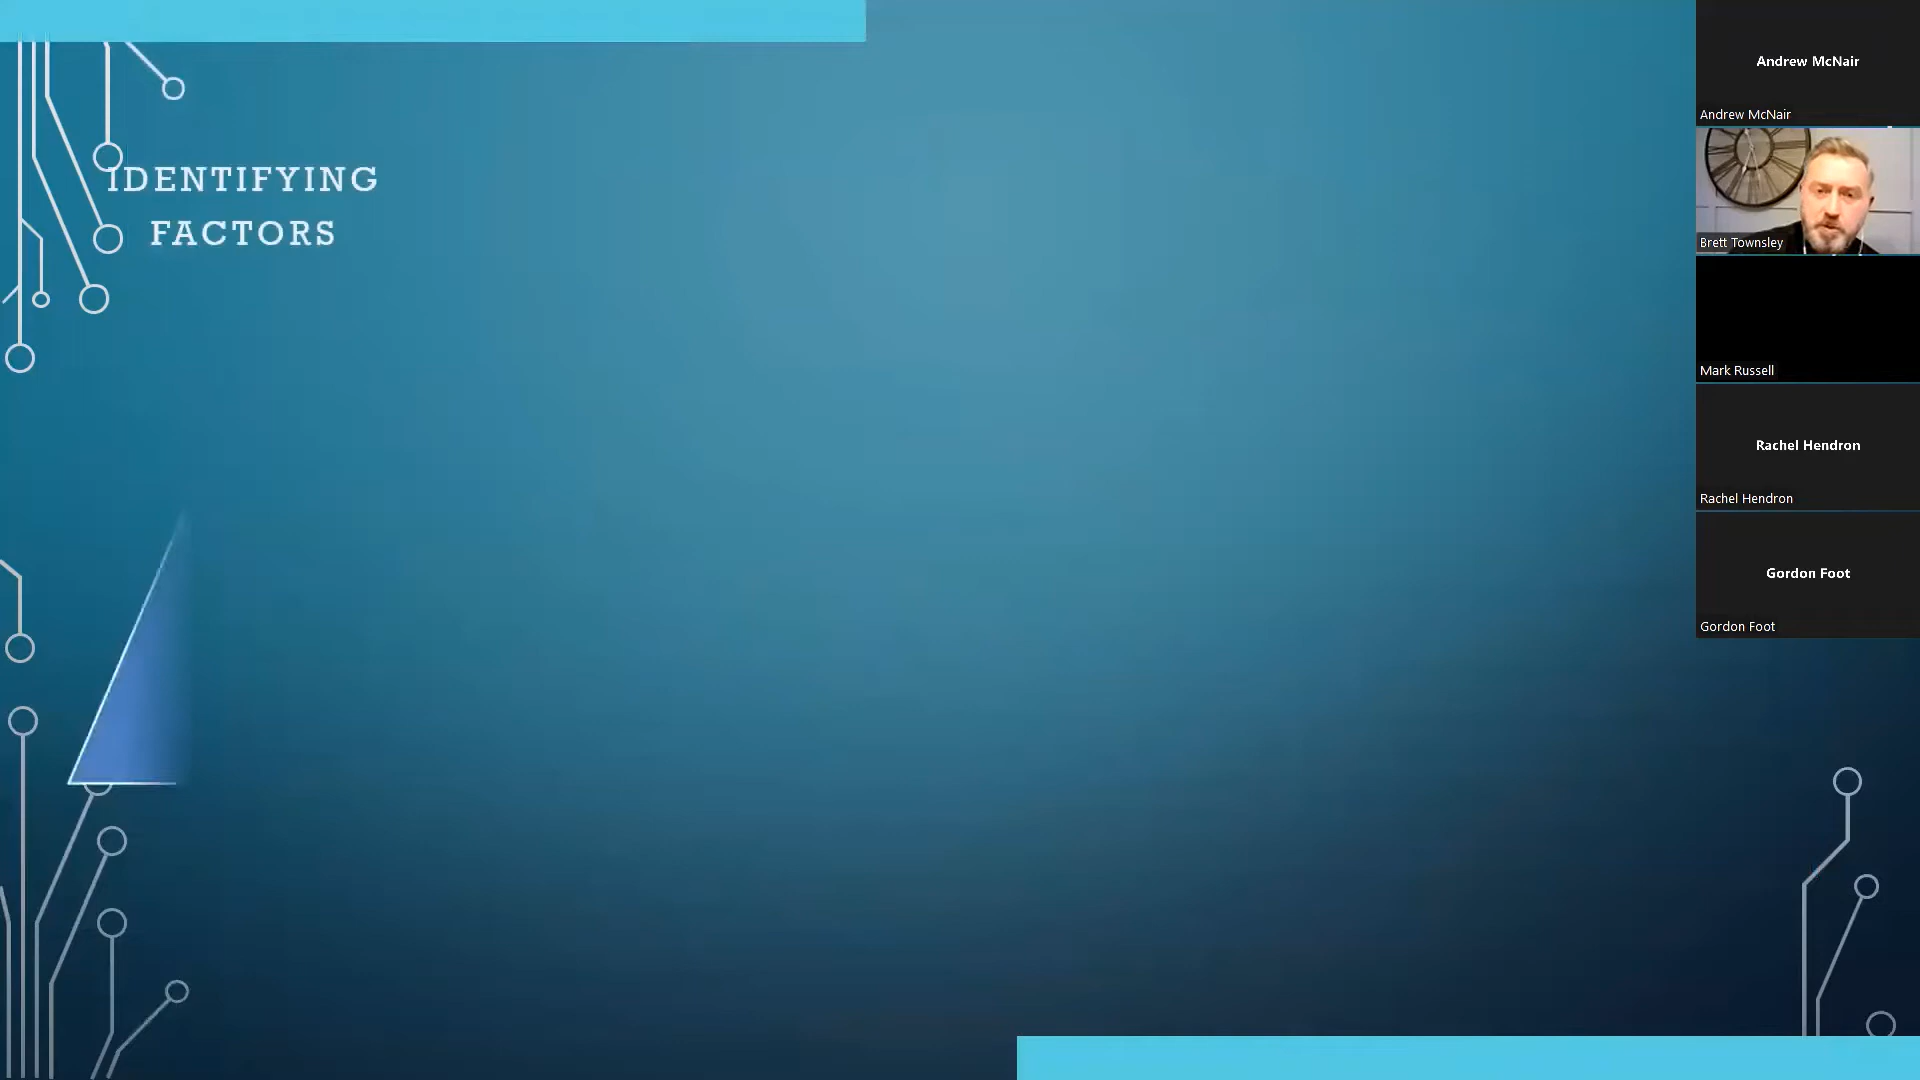 IDENTIFYING
FACTORS
Andrew McNair
Andrew McNair
Brett Townsley
Mark Russell
Rachel Hendron
Rachel Hendron
Gordon Foot
Gordon Foot